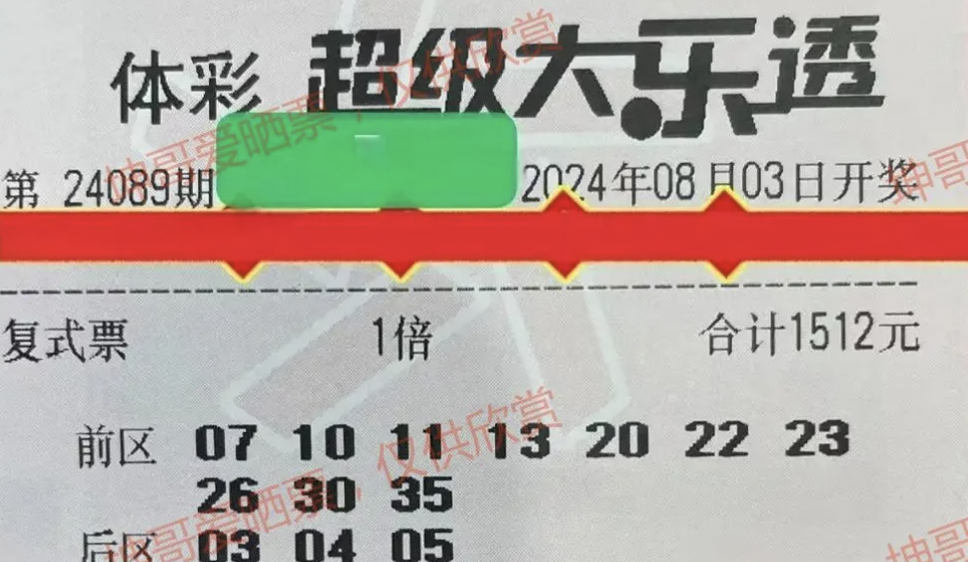 体彩 超级大乐透
第 24089期 2024年08月03日开奖
复式票 1倍 合计1512元
前区 07 10 11 13 20 22 23
26 30 35
后区 03 04 05
坤哥爱晒票，仅供欣赏
坤哥爱晒票，仅供欣赏
坤哥
坤哥